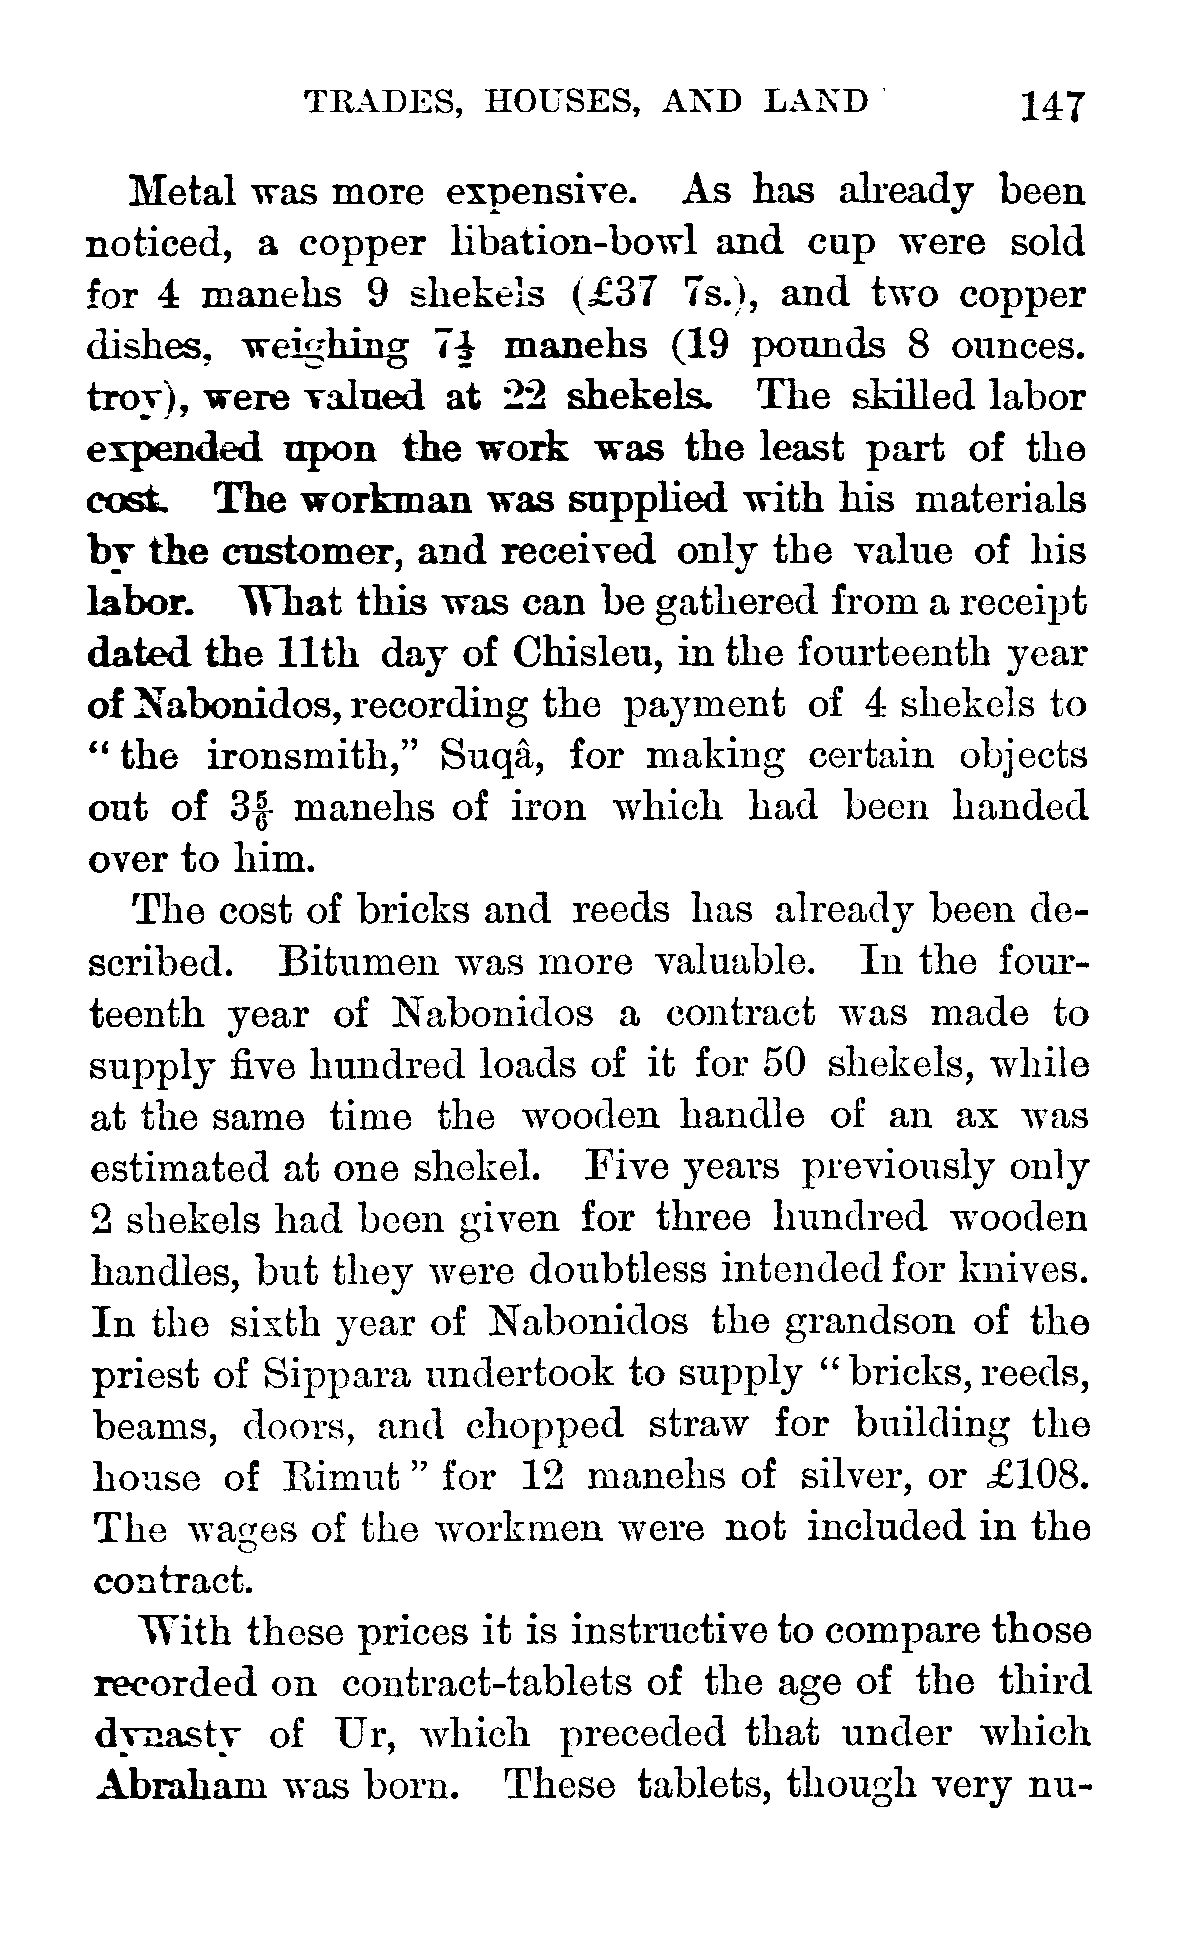 TRADES, HOUSES, AND LAND 147
Metal was more expensive. As has already been
noticed, a copper libation-bowl and cup were sold
for 4 manehs 9 shekels (£37 7s.), and two copper
dishes, weighing 7½ manehs (19 pounds 8 ounces.
troy), were valued at 22 shekels. The skilled labor
expended upon the work was the least part of the
cost. The workman was supplied with his materials
by the customer, and received only the value of his
labor. What this was can be gathered from a receipt
dated the 11th day of Chisleu, in the fourteenth year
of Nabonidos, recording the payment of 4 shekels to
“the ironsmith,” Suqâ, for making certain objects
out of 3⅚ manehs of iron which had been handed
over to him.
The cost of bricks and reeds has already been de-
scribed. Bitumen was more valuable. In the four-
teenth year of Nabonidos a contract was made to
supply five hundred loads of it for 50 shekels, while
at the same time the wooden handle of an ax was
estimated at one shekel. Five years previously only
2 shekels had been given for three hundred wooden
handles, but they were doubtless intended for knives.
In the sixth year of Nabonidos the grandson of the
priest of Sippara undertook to supply “bricks, reeds,
beams, doors, and chopped straw for building the
house of Rimut” for 12 manehs of silver, or £108.
The wages of the workmen were not included in the
contract.
With these prices it is instructive to compare those
recorded on contract-tablets of the age of the third
dynasty of Ur, which preceded that under which
Abraham was born. These tablets, though very nu-